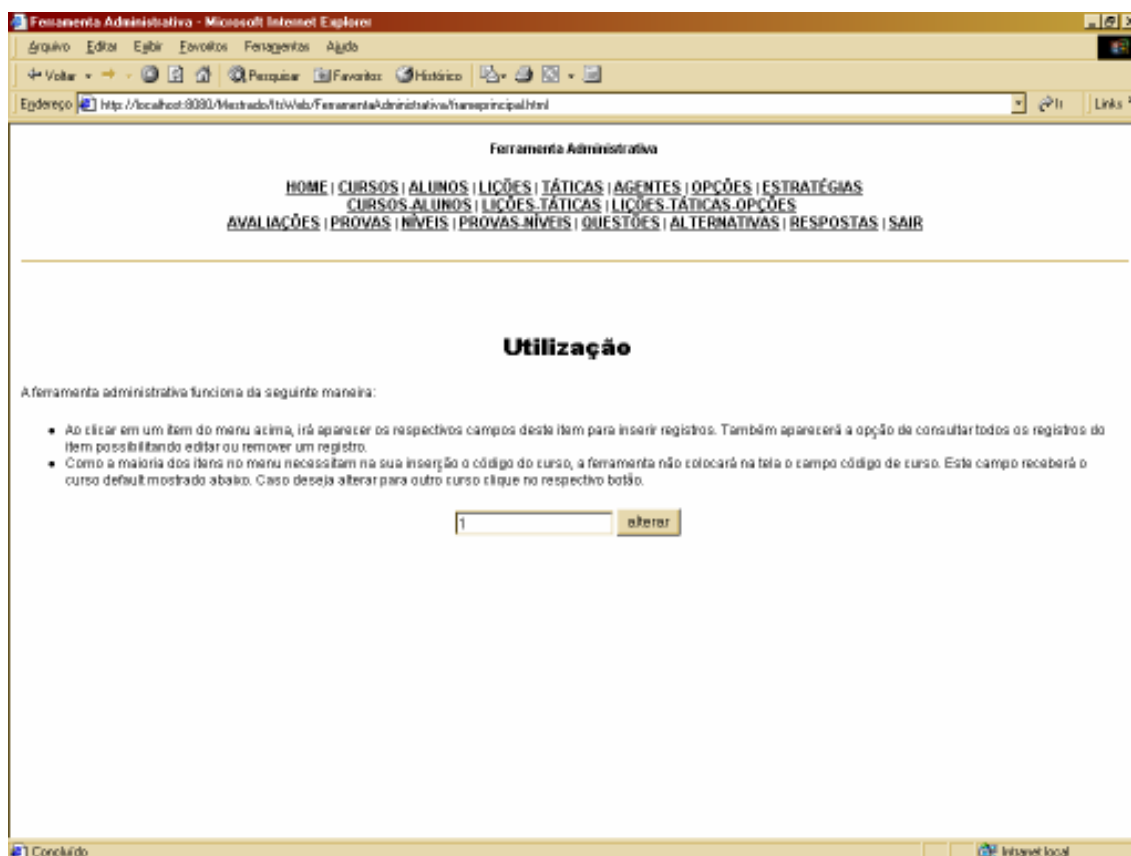 Ferramenta Administrativa - Microsoft Internet Explorer
Arquivo Editar Exibir Favoritos Ferramentas Ajuda
Voltar Pesquisar Favoritos Histórico
Endereço http://localhost:8080/Mestrado/ItsWeb/FerramentaAdministrativa/frameprincipal.html Ir Links
Ferramenta Administrativa
HOME | CURSOS | ALUNOS | LIÇÕES | TÁTICAS | AGENTES | OPÇÕES | ESTRATÉGIAS
CURSOS-ALUNOS | LIÇÕES-TÁTICAS | LIÇÕES-TÁTICAS-OPÇÕES
AVALIAÇÕES | PROVAS | NÍVEIS | PROVAS-NÍVEIS | QUESTÕES | ALTERNATIVAS | RESPOSTAS | SAIR
Utilização
A ferramenta administrativa funciona da seguinte maneira:
• Ao clicar em um item do menu acima, irá aparecer os respectivos campos deste item para inserir registros. Também aparecerá a opção de consultar todos os registros do
item possibilitando editar ou remover um registro.
• Como a maioria dos itens no menu necessitam na sua inserção o código do curso, a ferramenta não colocará na tela o campo código de curso. Este campo receberá o
curso default mostrado abaixo. Caso deseja alterar para outro curso clique no respectivo botão.
1 alterar
Concluído Intranet local